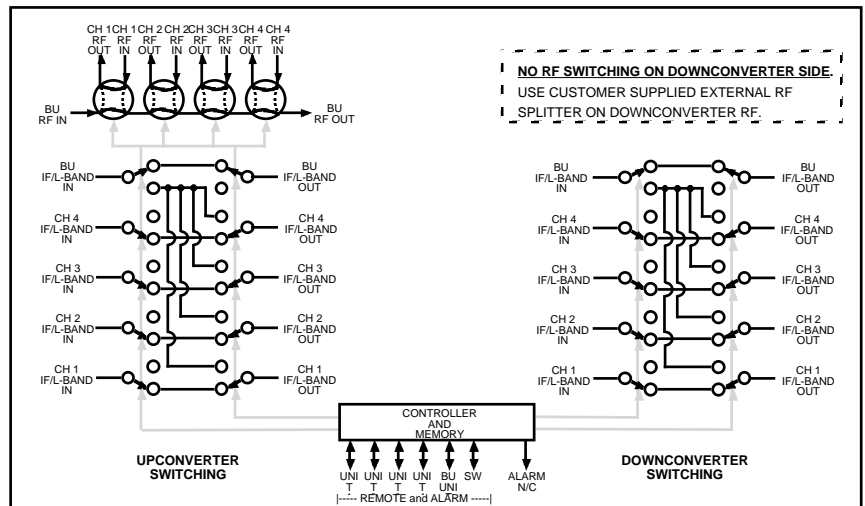 CH 1 CH 1 CH 2 CH 2 CH 3 CH 3 CH 4 CH 4
RF RF RF RF RF RF RF RF
OUT IN OUT IN OUT IN OUT IN
NO RF SWITCHING ON DOWNCONVERTER SIDE.
USE CUSTOMER SUPPLIED EXTERNAL RF
SPLITTER ON DOWNCONVERTER RF.
BU
RF IN
BU
RF OUT
BU
IF/L-BAND
IN
BU
IF/L-BAND
OUT
CH 4
IF/L-BAND
IN
CH 4
IF/L-BAND
OUT
CH 3
IF/L-BAND
IN
CH 3
IF/L-BAND
OUT
CH 2
IF/L-BAND
IN
CH 2
IF/L-BAND
OUT
CH 1
IF/L-BAND
IN
CH 1
IF/L-BAND
OUT
BU
IF/L-BAND
IN
BU
IF/L-BAND
OUT
CH 4
IF/L-BAND
IN
CH 4
IF/L-BAND
OUT
CH 3
IF/L-BAND
IN
CH 3
IF/L-BAND
OUT
CH 2
IF/L-BAND
IN
CH 2
IF/L-BAND
OUT
CH 1
IF/L-BAND
IN
CH 1
IF/L-BAND
OUT
CONTROLLER
AND
MEMORY
UPCONVERTER
SWITCHING
DOWNCONVERTER
SWITCHING
UNI UNI UNI UNI BU SW ALARM
T T T T UNI N/C
|----- REMOTE and ALARM -----|